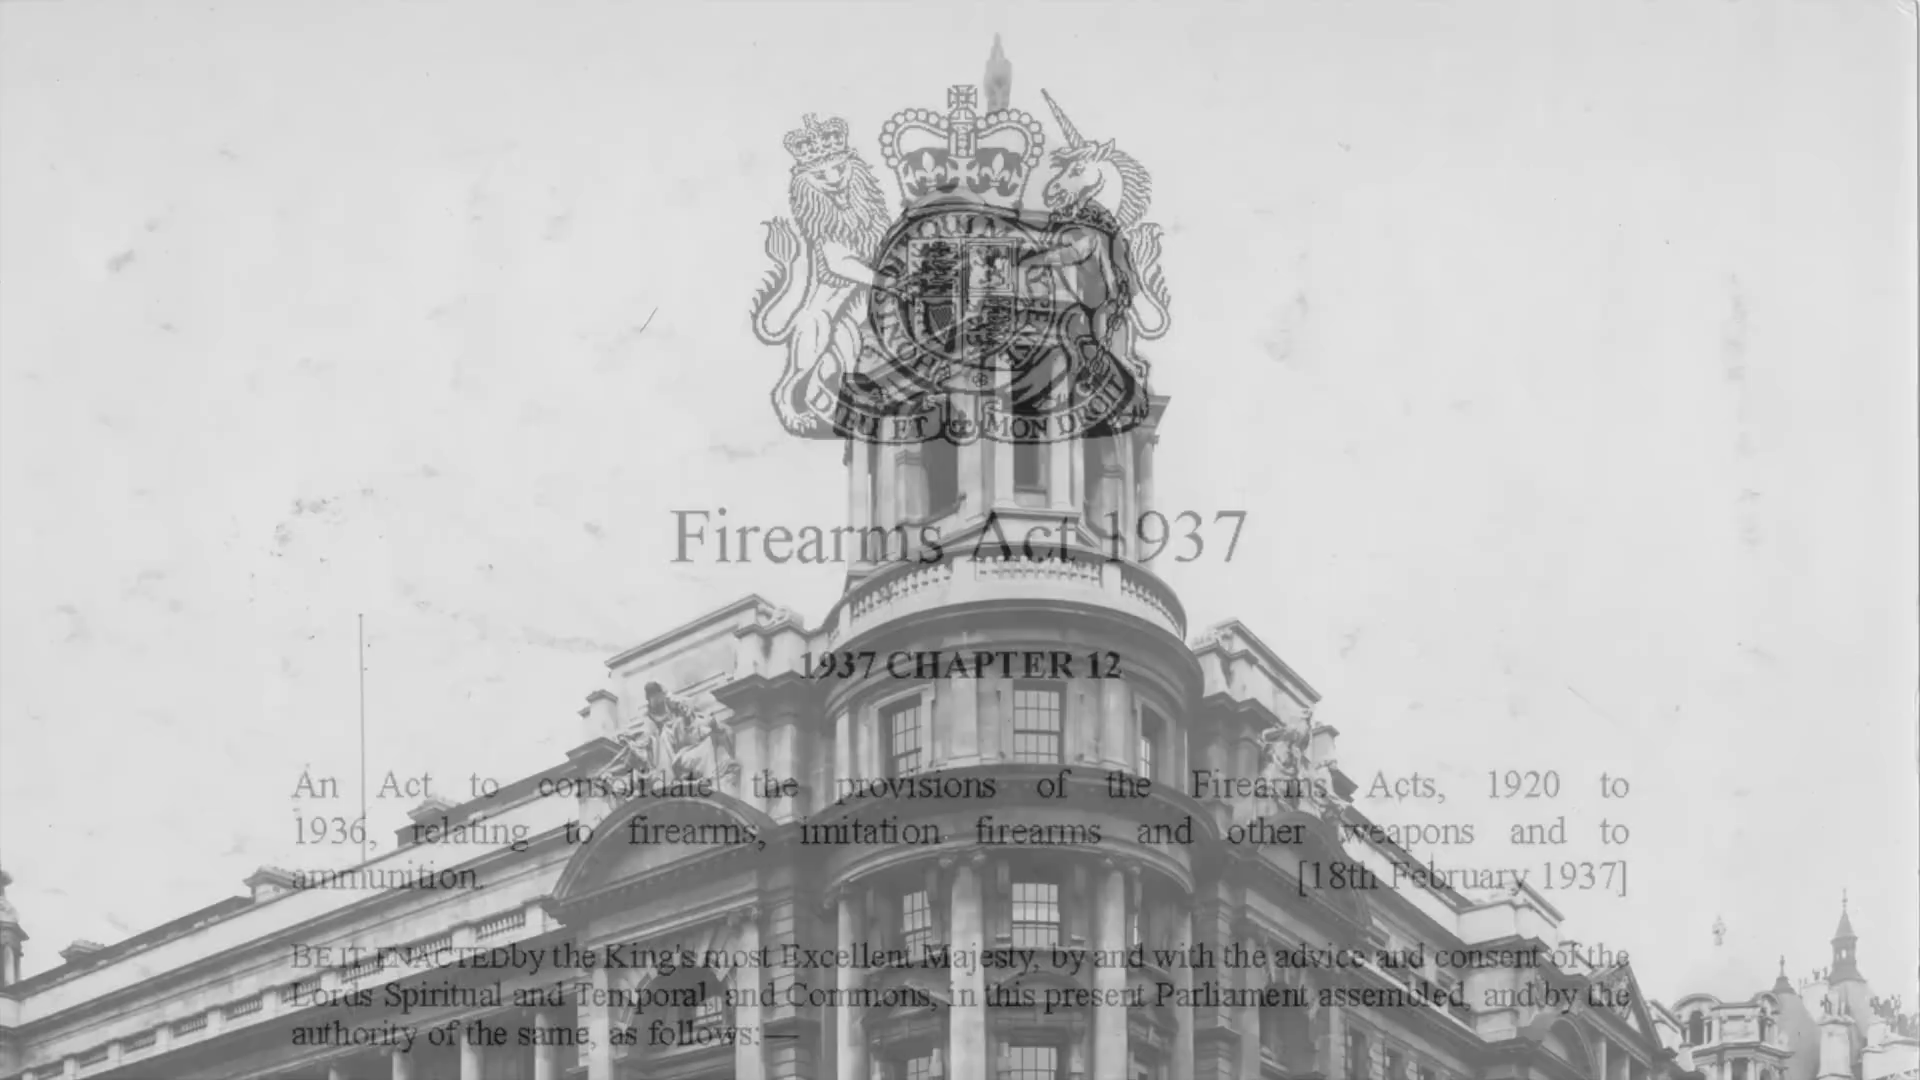 DIEU ET MON DROIT
Firearms Act 1937
1937 CHAPTER 12
An Act to consolidate the provisions of the Firearms Acts, 1920 to
1936, relating to firearms, imitation firearms and other weapons and to
ammunition. [18th February 1937]
BE IT ENACTED by the King's most Excellent Majesty, by and with the advice and consent of the
Lords Spiritual and Temporal, and Commons, in this present Parliament assembled, and by the
authority of the same, as follows:—